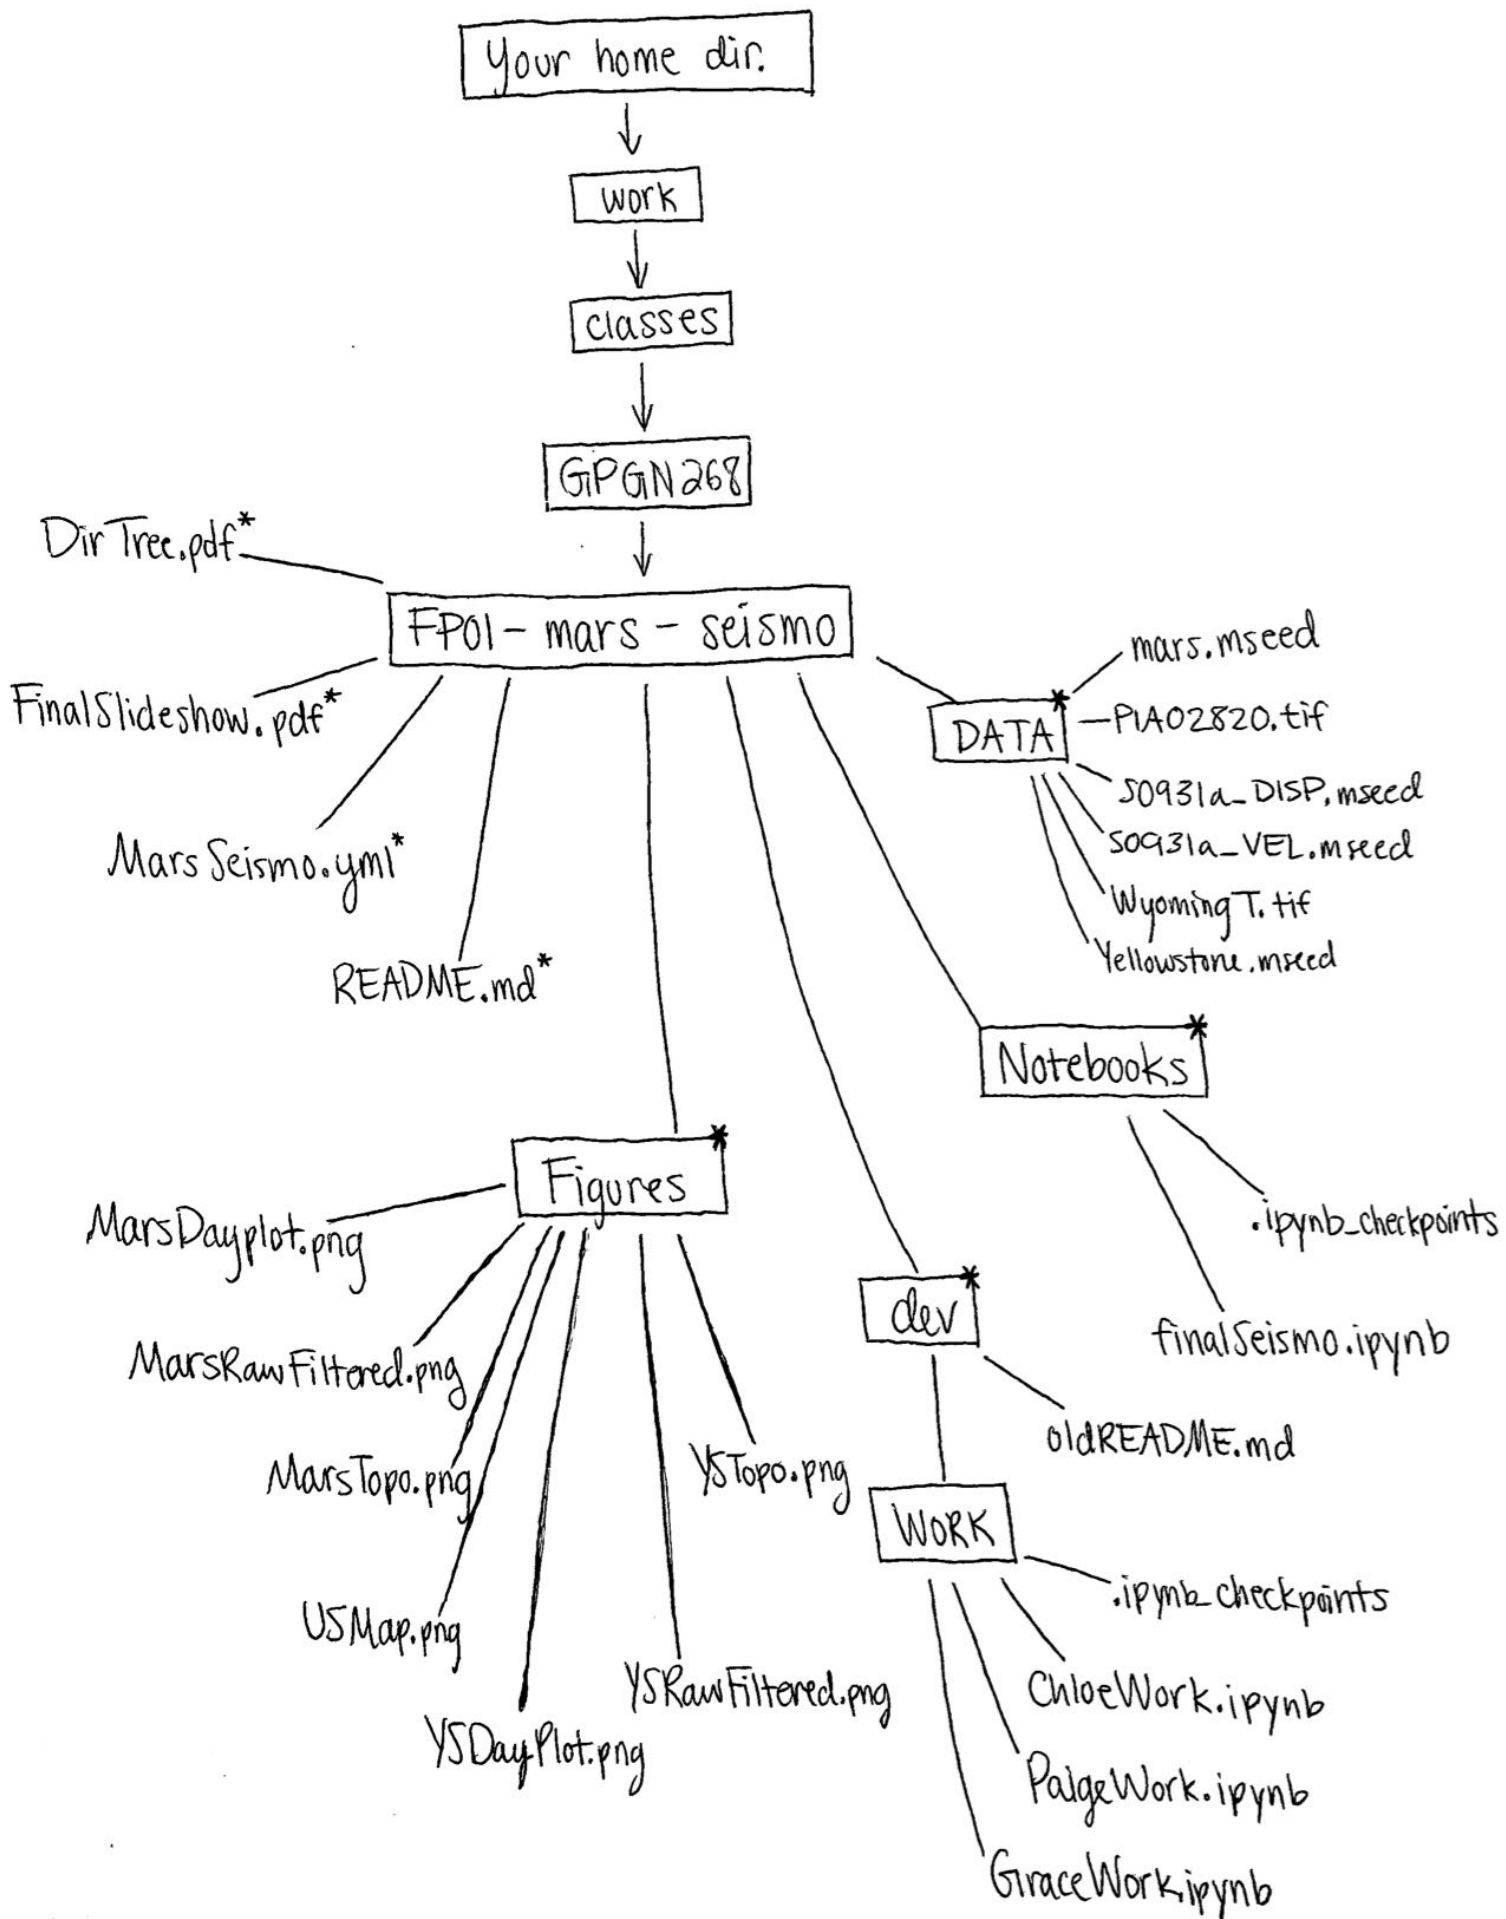 Your home dir.
work
classes
GPGN268
DirTree.pdf*
FP01-mars-seismo
mars.mseed
FinalSlideshow.pdf*
DATA*
PIA02820.tif
S0931a_DISP.mseed
S0931a_VEL.mseed
MarsSeismo.yml*
WyomingT.tif
Yellowstone.mseed
README.md*
Notebooks*
Figures*
MarsDayplot.png
.ipynb_checkpoints
dev*
finalSeismo.ipynb
MarsRawFiltered.png
oldREADME.md
MarsTopo.png
YSTopo.png
WORK
.ipynb_checkpoints
USMap.png
YSRawFiltered.png
ChloeWork.ipynb
YSDayPlot.png
PaigeWork.ipynb
GraceWork.ipynb